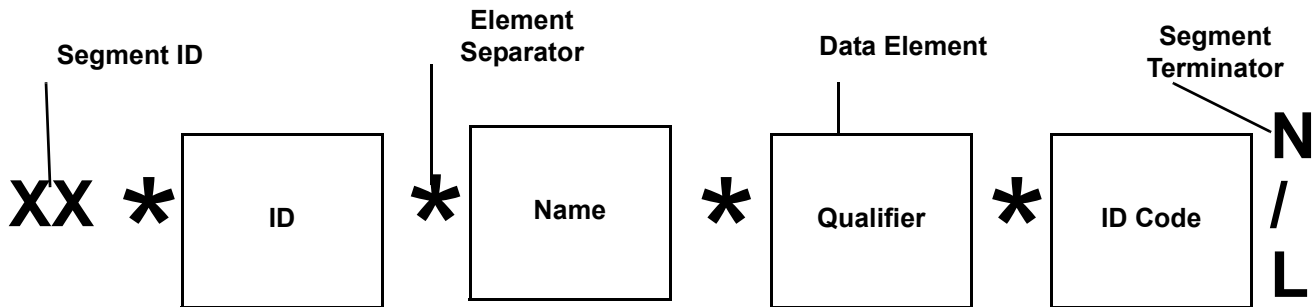 Segment ID
Element
Separator
Data Element
Segment
Terminator
XX * ID * Name * Qualifier * ID Code
N
/
L